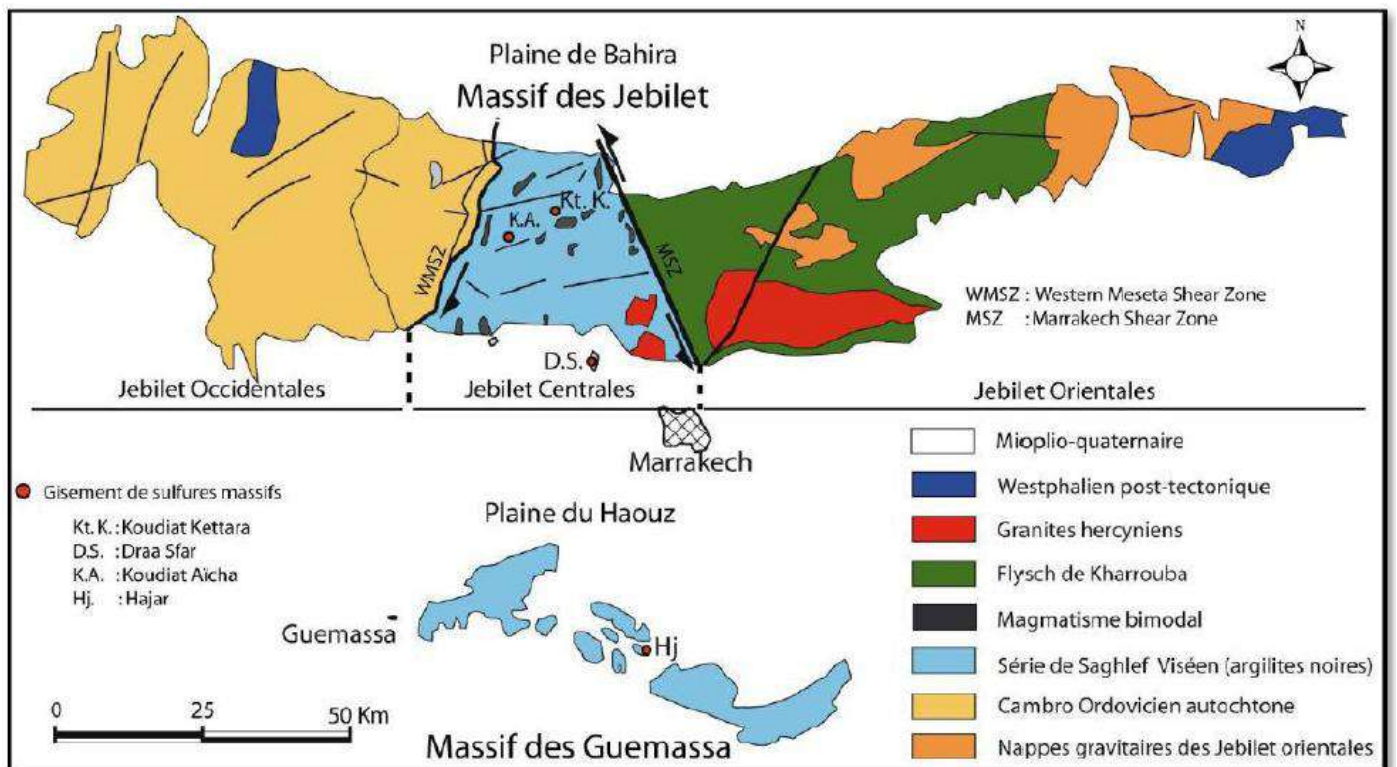 N
Plaine de Bahira
Massif des Jebilet
Kt. K.
K.A.
WMSZ
MSZ
WMSZ : Western Meseta Shear Zone
MSZ : Marrakech Shear Zone
D.S.
Jebilet Occidentales
Jebilet Centrales
Jebilet Orientales
Marrakech
Mioplio-quaternaire
Westphalien post-tectonique
Granites hercyniens
Flysch de Kharrouba
Magmatisme bimodal
Série de Saghlef Viséen (argilites noires)
Cambro Ordovicien autochtone
Nappes gravitaires des Jebilet orientales
Gisement de sulfures massifs
Kt. K. : Koudiat Kettara
D.S. : Draa Sfar
K.A. : Koudiat Aïcha
Hj. : Hajar
Plaine du Haouz
Guemassa
Hj
0 25 50 Km
Massif des Guemassa